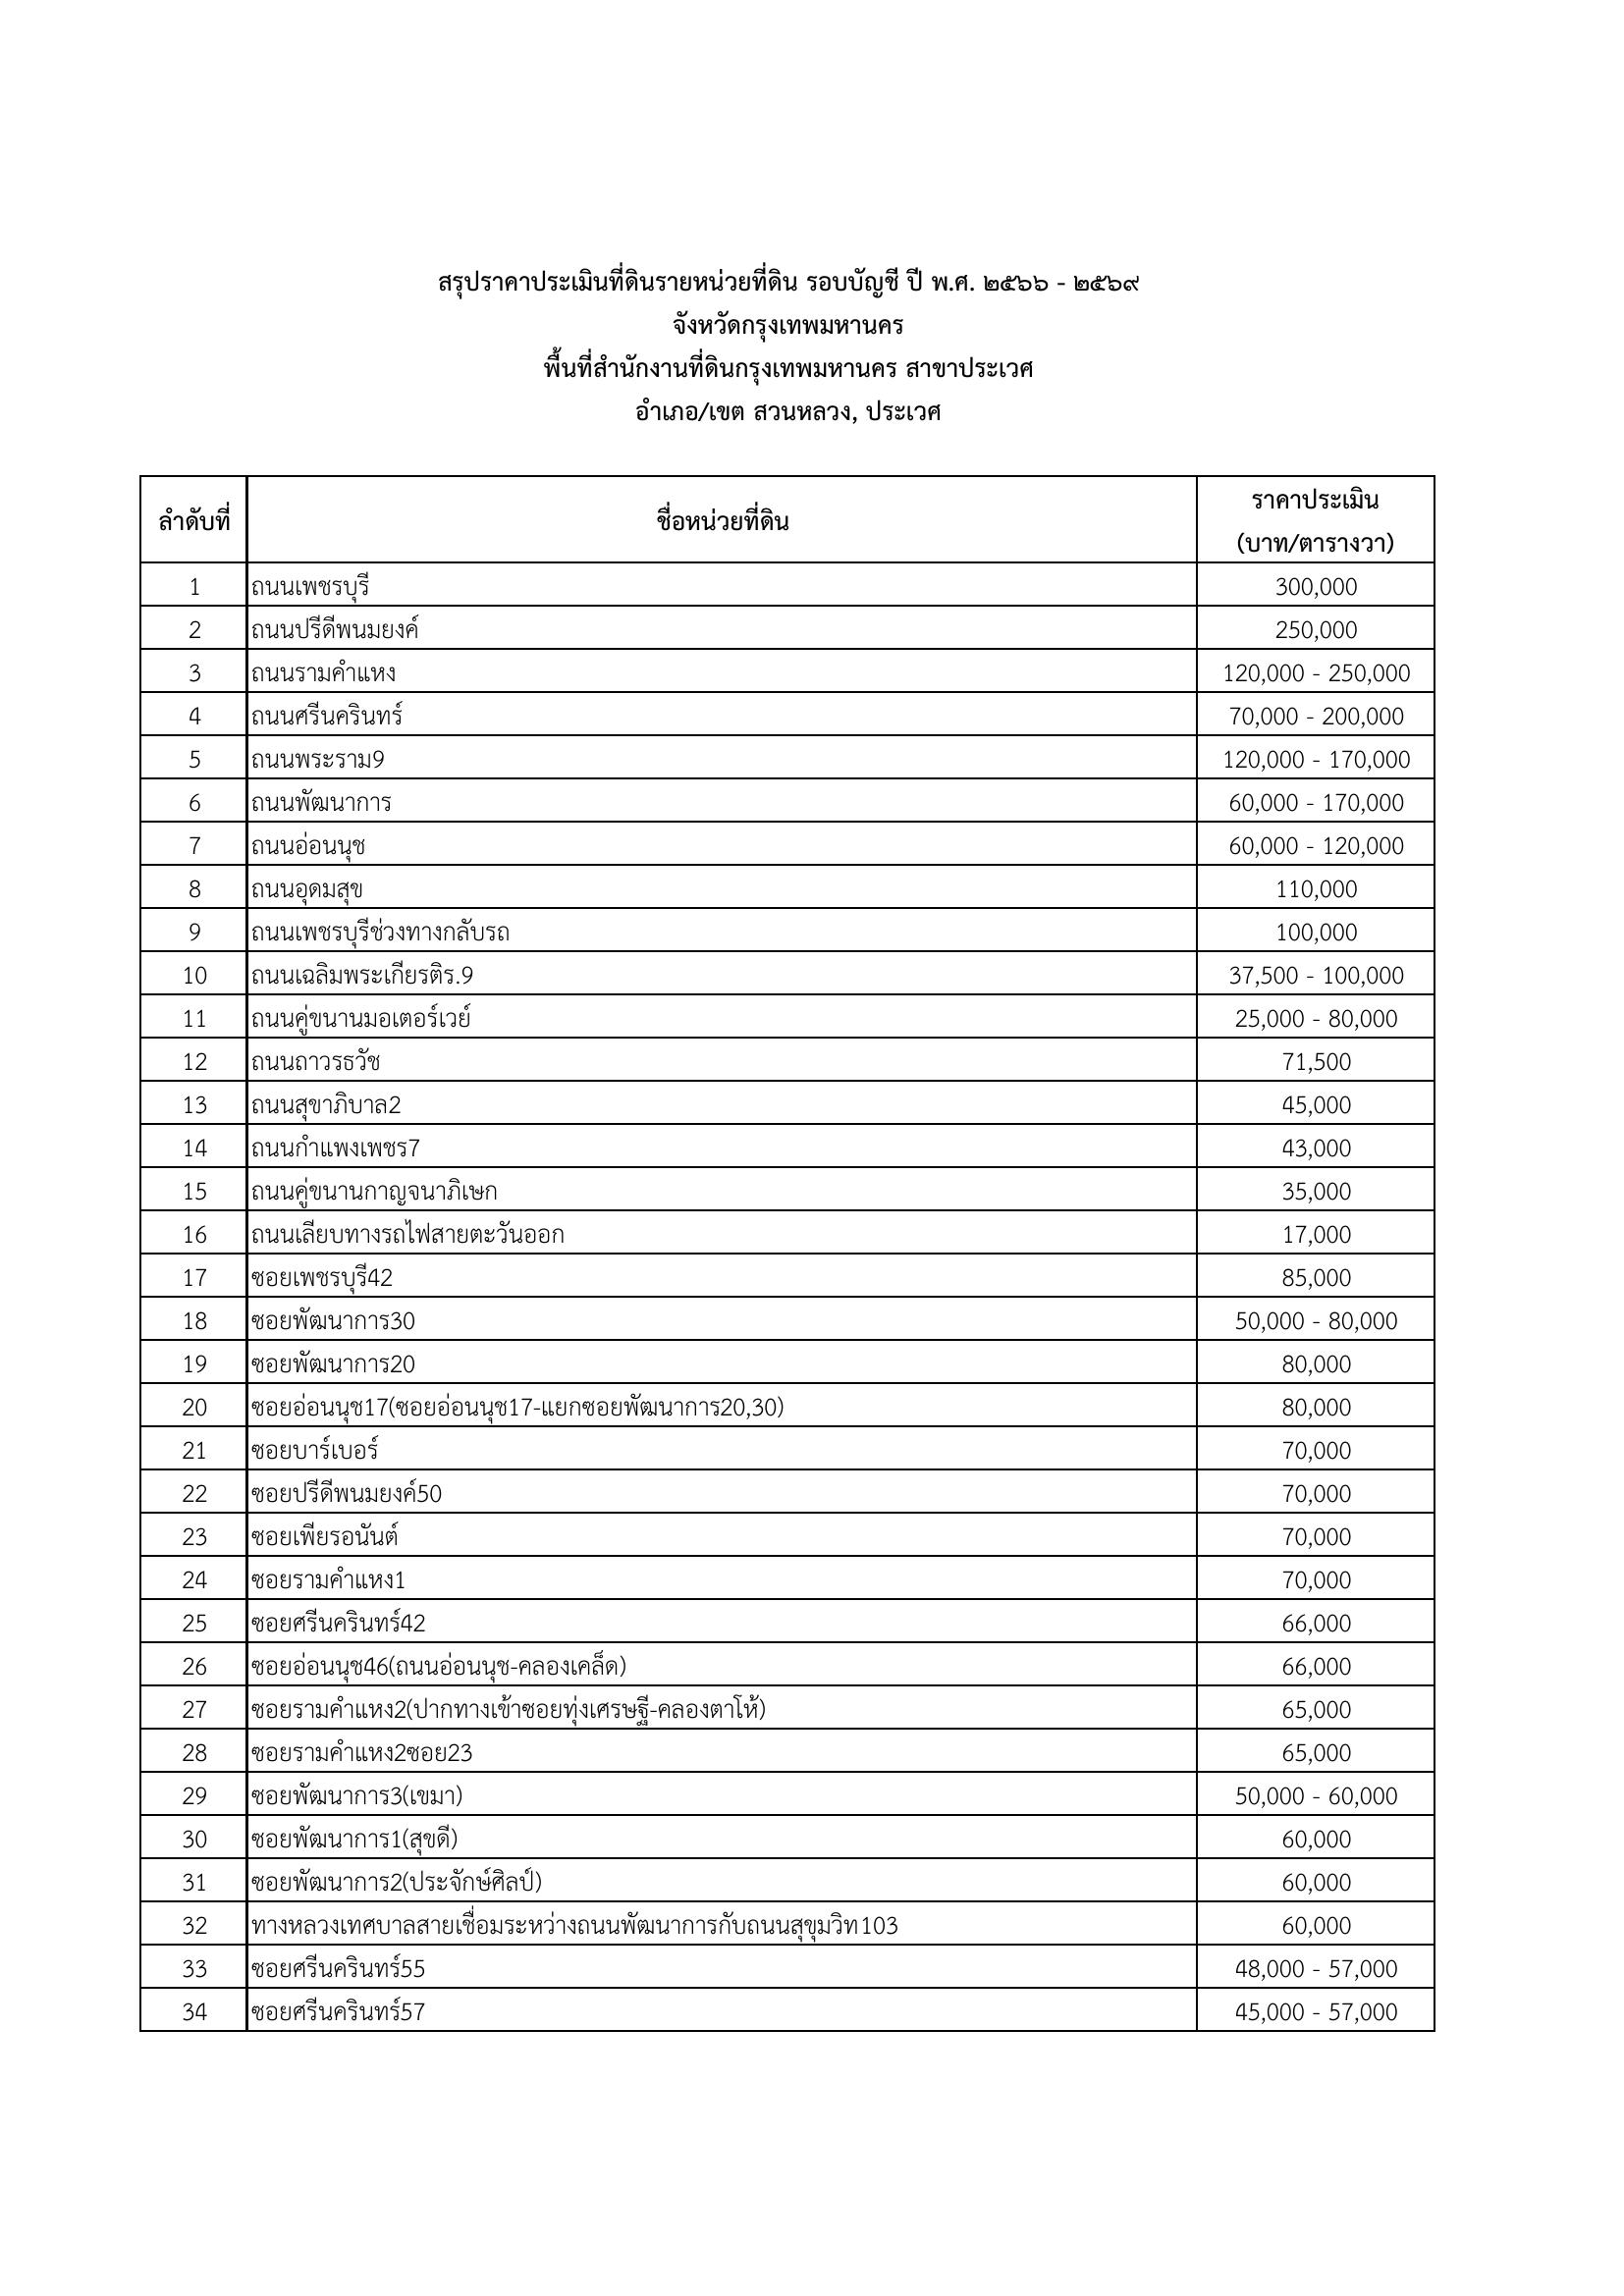 สรุปราคาประเมินที่ดินรายหน่วยที่ดิน รอบบัญชี ปี พ.ศ. ๒๕๖๖ - ๒๕๖๙
จังหวัดกรุงเทพมหานคร
พื้นที่สำนักงานที่ดินกรุงเทพมหานคร สาขาประเวศ
อำเภอ/เขต สวนหลวง, ประเวศ
ลำดับที่ ชื่อหน่วยที่ดิน ราคาประเมิน
(บาท/ตารางวา)
1 ถนนเพชรบุรี 300,000
2 ถนนปรีดีพนมยงค์ 250,000
3 ถนนรามคำแหง 120,000 - 250,000
4 ถนนศรีนครินทร์ 70,000 - 200,000
5 ถนนพระราม9 120,000 - 170,000
6 ถนนพัฒนาการ 60,000 - 170,000
7 ถนนอ่อนนุช 60,000 - 120,000
8 ถนนอุดมสุข 110,000
9 ถนนเพชรบุรีช่วงทางกลับรถ 100,000
10 ถนนเฉลิมพระเกียรติร.9 37,500 - 100,000
11 ถนนคู่ขนานมอเตอร์เวย์ 25,000 - 80,000
12 ถนนถาวรธวัช 71,500
13 ถนนสุขาภิบาล2 45,000
14 ถนนกำแพงเพชร7 43,000
15 ถนนคู่ขนานกาญจนาภิเษก 35,000
16 ถนนเลียบทางรถไฟสายตะวันออก 17,000
17 ซอยเพชรบุรี42 85,000
18 ซอยพัฒนาการ30 50,000 - 80,000
19 ซอยพัฒนาการ20 80,000
20 ซอยอ่อนนุช17(ซอยอ่อนนุช17-แยกซอยพัฒนาการ20,30) 80,000
21 ซอยบาร์เบอร์ 70,000
22 ซอยปรีดีพนมยงค์50 70,000
23 ซอยเพียรอนันต์ 70,000
24 ซอยรามคำแหง1 70,000
25 ซอยศรีนครินทร์42 66,000
26 ซอยอ่อนนุช46(ถนนอ่อนนุช-คลองเคล็ด) 66,000
27 ซอยรามคำแหง2(ปากทางเข้าซอยทุ่งเศรษฐี-คลองตาโห้) 65,000
28 ซอยรามคำแหง2ซอย23 65,000
29 ซอยพัฒนาการ3(เขมา) 50,000 - 60,000
30 ซอยพัฒนาการ1(สุขดี) 60,000
31 ซอยพัฒนาการ2(ประจักษ์ศิลป์) 60,000
32 ทางหลวงเทศบาลสายเชื่อมระหว่างถนนพัฒนาการกับถนนสุขุมวิท103 60,000
33 ซอยศรีนครินทร์55 48,000 - 57,000
34 ซอยศรีนครินทร์57 45,000 - 57,000